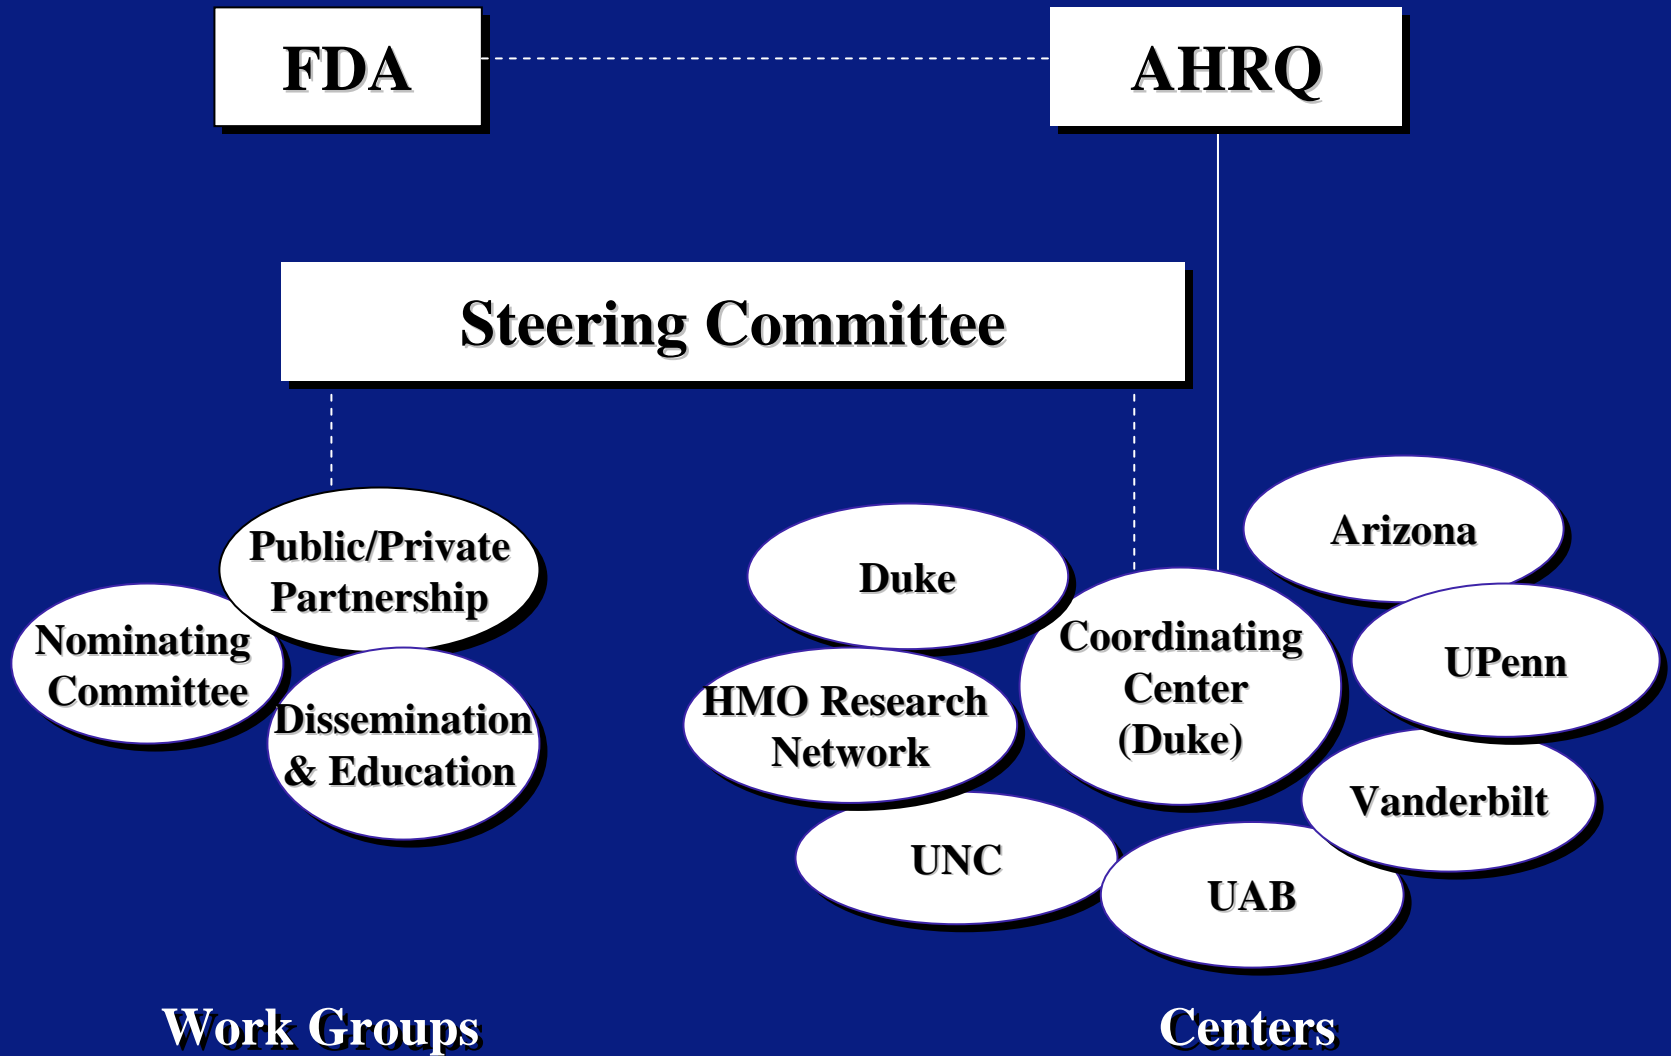 FDA
AHRQ
Steering Committee
Public/Private
Partnership
Nominating
Committee
Dissemination
& Education
Duke
HMO Research
Network
UNC
Coordinating
Center
(Duke)
Arizona
UPenn
Vanderbilt
UAB
Work Groups
Centers